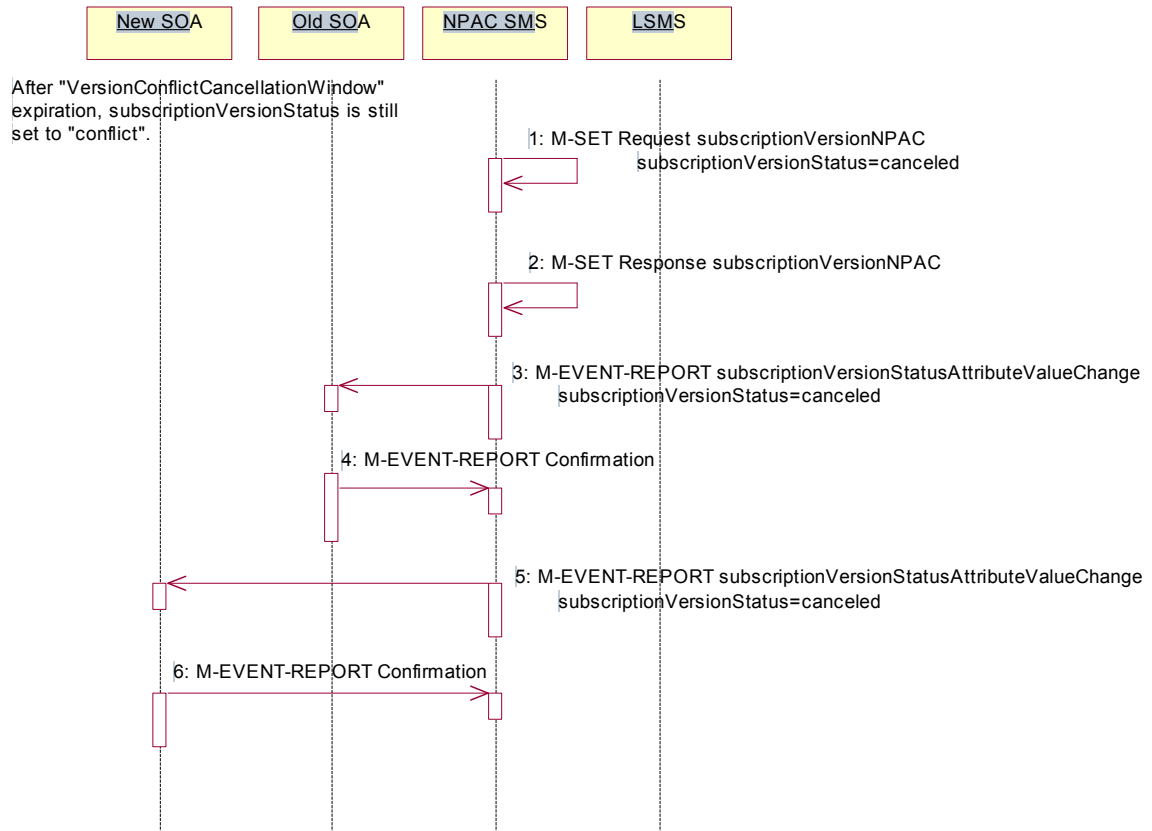 New SOA
Old SOA
NPAC SMS
LSMS
After "VersionConflictCancellationWindow"
expiration, subscriptionVersionStatus is still
set to "conflict".
1: M-SET Request subscriptionVersionNPAC
subscriptionVersionStatus=canceled
2: M-SET Response subscriptionVersionNPAC
3: M-EVENT-REPORT subscriptionVersionStatusAttributeValueChange
subscriptionVersionStatus=canceled
4: M-EVENT-REPORT Confirmation
5: M-EVENT-REPORT subscriptionVersionStatusAttributeValueChange
subscriptionVersionStatus=canceled
6: M-EVENT-REPORT Confirmation